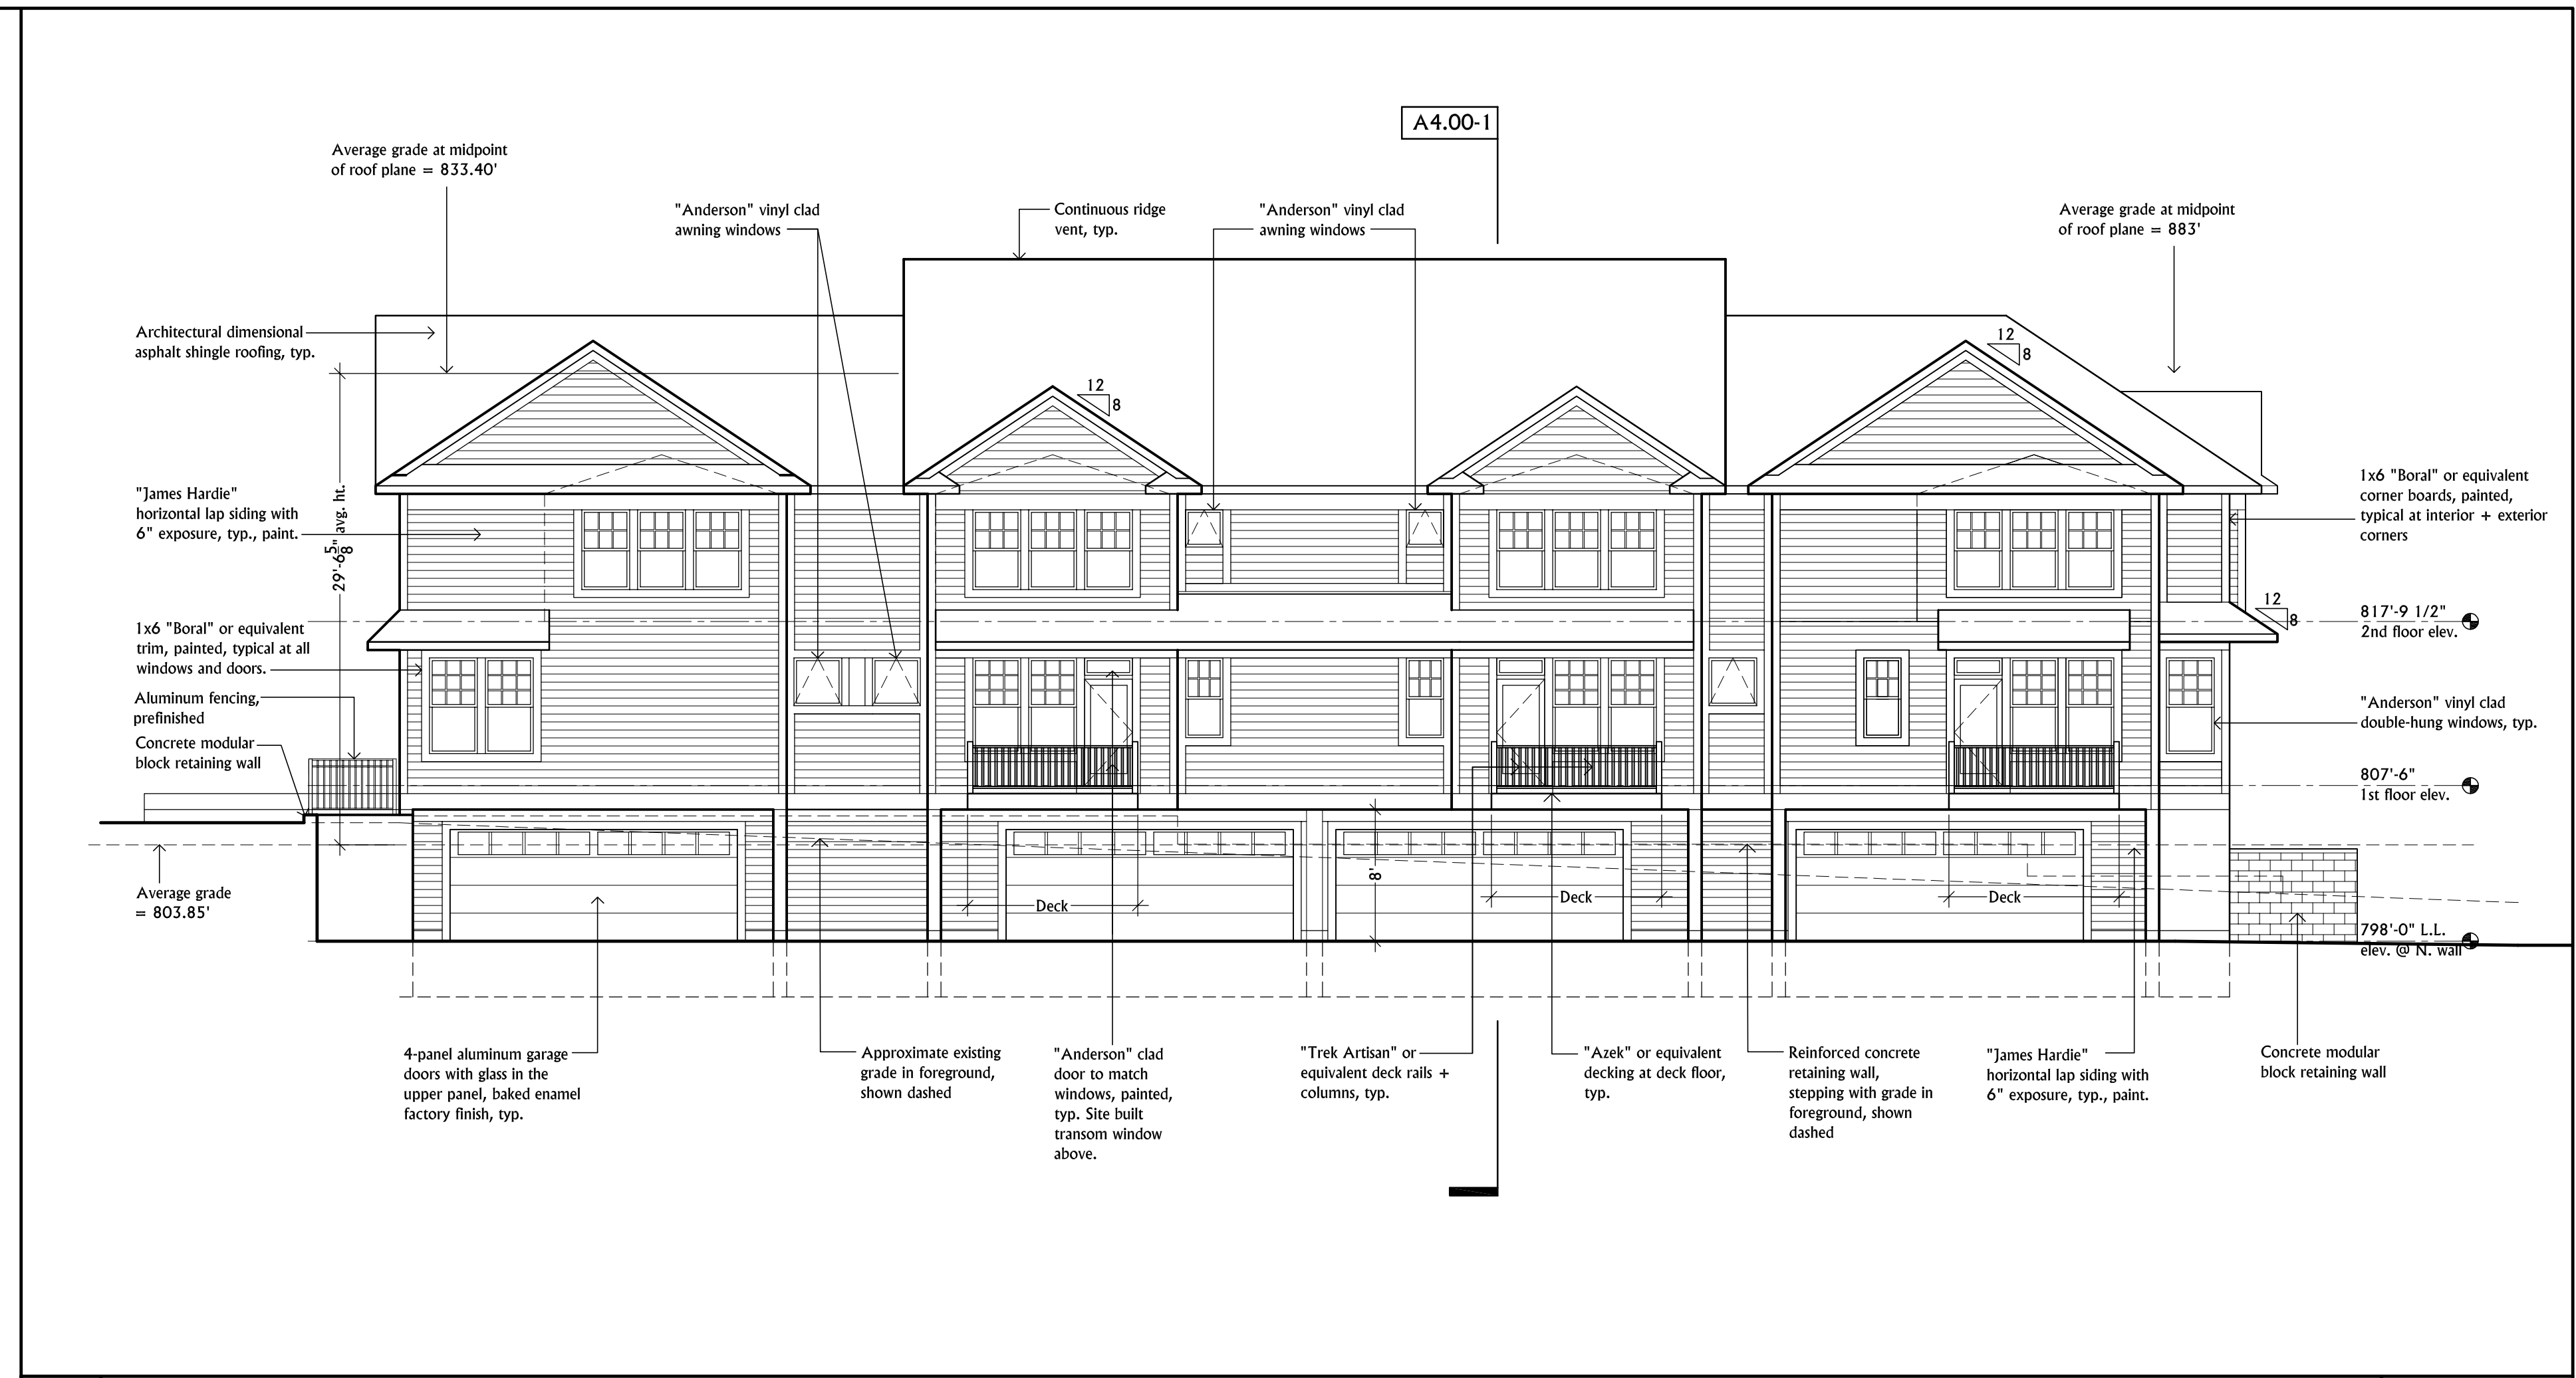 A4.00-1
Average grade at midpoint
of roof plane = 833.40'
"Anderson" vinyl clad
awning windows
Continuous ridge
vent, typ.
"Anderson" vinyl clad
awning windows
Average grade at midpoint
of roof plane = 883'
Architectural dimensional
asphalt shingle roofing, typ.
12
8
12
8
"James Hardie"
horizontal lap siding with
6" exposure, typ., paint.
29'-6 5/8" avg. ht.
1x6 "Boral" or equivalent
corner boards, painted,
typical at interior + exterior
corners
12
8
817'-9 1/2"
2nd floor elev.
1x6 "Boral" or equivalent
trim, painted, typical at all
windows and doors.
Aluminum fencing,
prefinished
Concrete modular
block retaining wall
"Anderson" vinyl clad
double-hung windows, typ.
807'-6"
1st floor elev.
Average grade
= 803.85'
8'
Deck
Deck
Deck
798'-0" L.L.
elev. @ N. wall
4-panel aluminum garage
doors with glass in the
upper panel, baked enamel
factory finish, typ.
Approximate existing
grade in foreground,
shown dashed
"Anderson" clad
door to match
windows, painted,
typ. Site built
transom window
above.
"Trek Artisan" or
equivalent deck rails +
columns, typ.
"Azek" or equivalent
decking at deck floor,
typ.
Reinforced concrete
retaining wall,
stepping with grade in
foreground, shown
dashed
"James Hardie"
horizontal lap siding with
6" exposure, typ., paint.
Concrete modular
block retaining wall